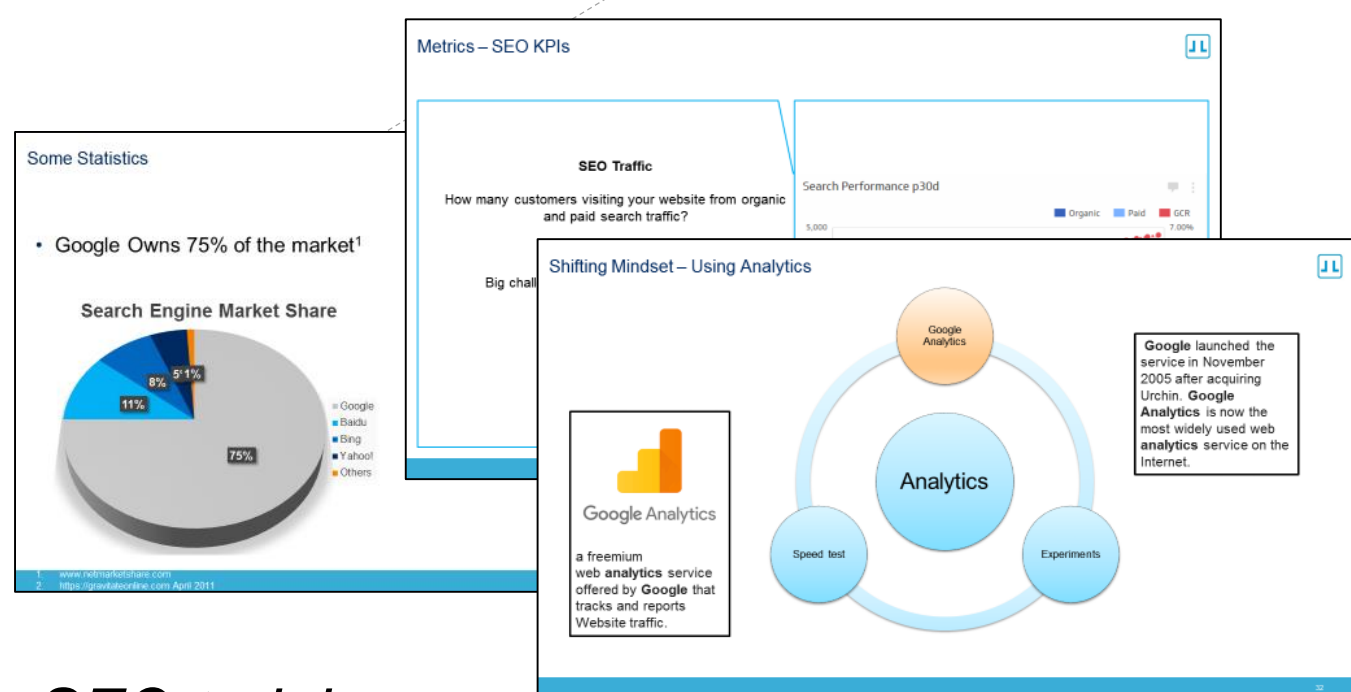 Metrics – SEO KPIs
JL
SEO Traffic
How many customers visiting your website from organic
and paid search traffic?
Big chall
Search Performance p30d
Organic
Paid
GCR
5,000
7.00%
Some Statistics
• Google Owns 75% of the market1
Search Engine Market Share
75%
11%
8%
1%
Google
Baidu
Bing
Yahoo!
Others
1. www.netmarketshare.com
2. https://gravitateonline.com April 2011
Shifting Mindset – Using Analytics
JL
Google Analytics
a freemium
web analytics service
offered by Google that
tracks and reports
Website traffic.
Google
Analytics
Analytics
Speed test
Experiments
Google launched the
service in November
2005 after acquiring
Urchin. Google
Analytics is now the
most widely used web
analytics service on the
Internet.
32